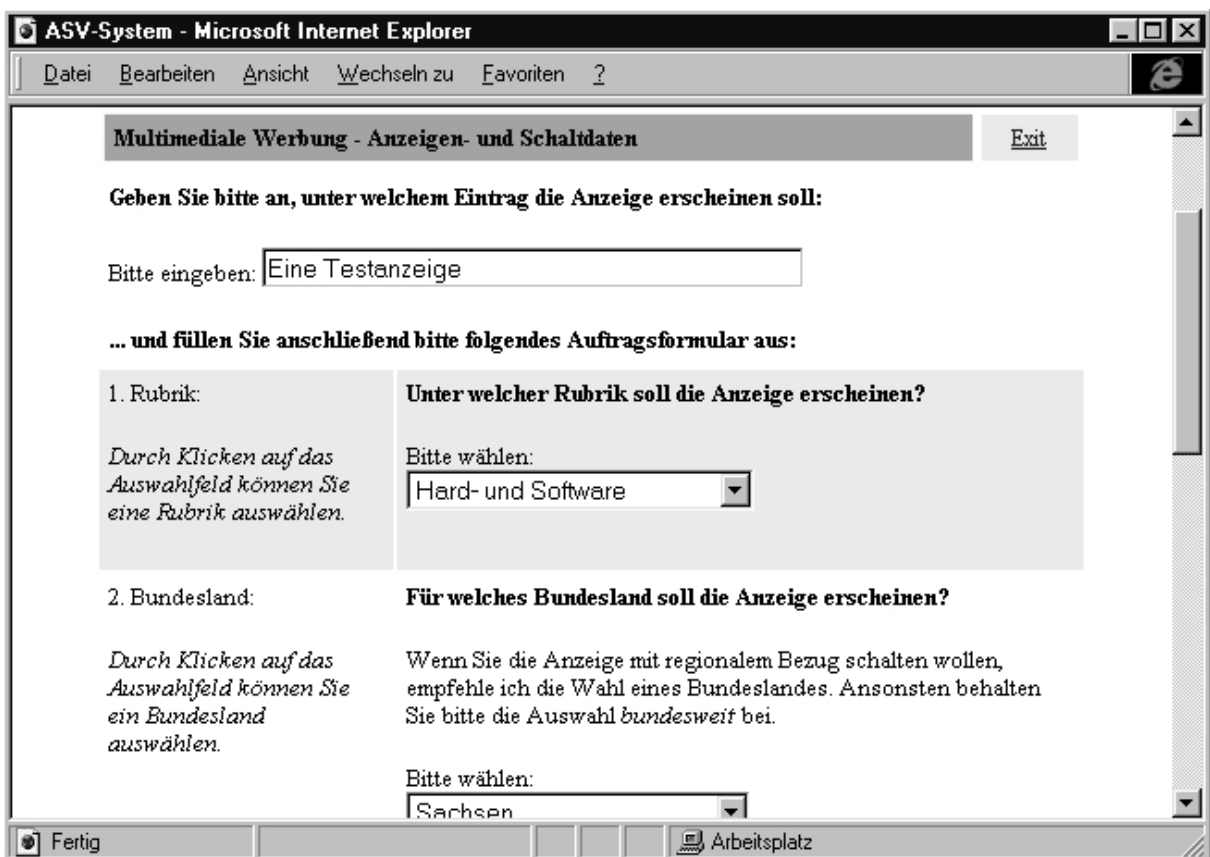 ASV-System - Microsoft Internet Explorer
Datei Bearbeiten Ansicht Wechseln zu Favoriten ?
Multimediale Werbung - Anzeigen- und Schaltdaten Exit
Geben Sie bitte an, unter welchem Eintrag die Anzeige erscheinen soll:
Bitte eingeben: Eine Testanzeige
... und füllen Sie anschließend bitte folgendes Auftragsformular aus:
1. Rubrik:
Durch Klicken auf das
Auswahlfeld können Sie
eine Rubrik auswählen.
Unter welcher Rubrik soll die Anzeige erscheinen?
Bitte wählen:
Hard- und Software
2. Bundesland:
Durch Klicken auf das
Auswahlfeld können Sie
ein Bundesland
auswählen.
Für welches Bundesland soll die Anzeige erscheinen?
Wenn Sie die Anzeige mit regionalem Bezug schalten wollen,
empfehle ich die Wahl eines Bundeslandes. Ansonsten behalten
Sie bitte die Auswahl bundesweit bei.
Bitte wählen:
Sachsen
Fertig Arbeitsplatz